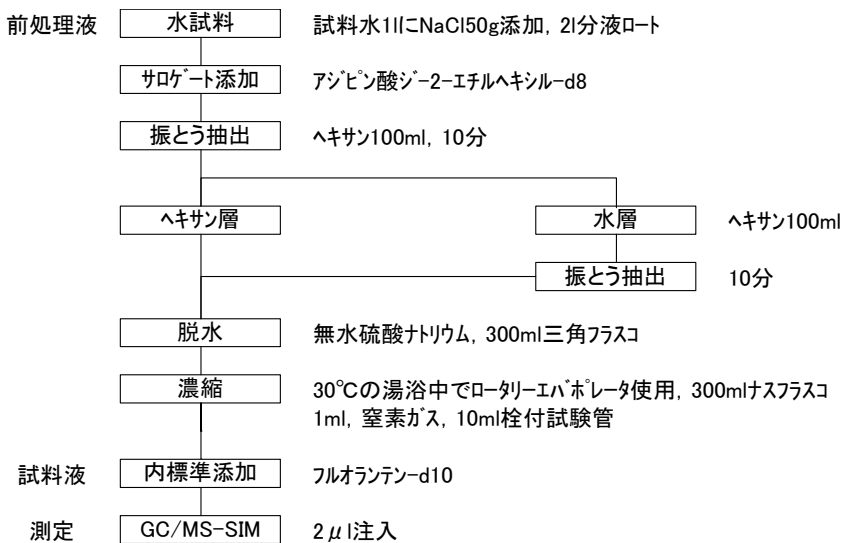 前処理液 水試料 試料水1lにNaCl50g添加，2l分液ロート
サロゲート添加 アジピン酸ジ-2-エチルヘキシル-d8
振とう抽出 ヘキサン100ml，10分
ヘキサン層 水層 ヘキサン100ml
振とう抽出 10分
脱水 無水硫酸ナトリウム，300ml三角フラスコ
濃縮 30℃の湯浴中でロータリーエバポレータ使用，300mlナスフラスコ
1ml，窒素ガス，10ml栓付試験管
試料液 内標準添加 フルオランテン-d10
測定 GC/MS-SIM 2μl注入